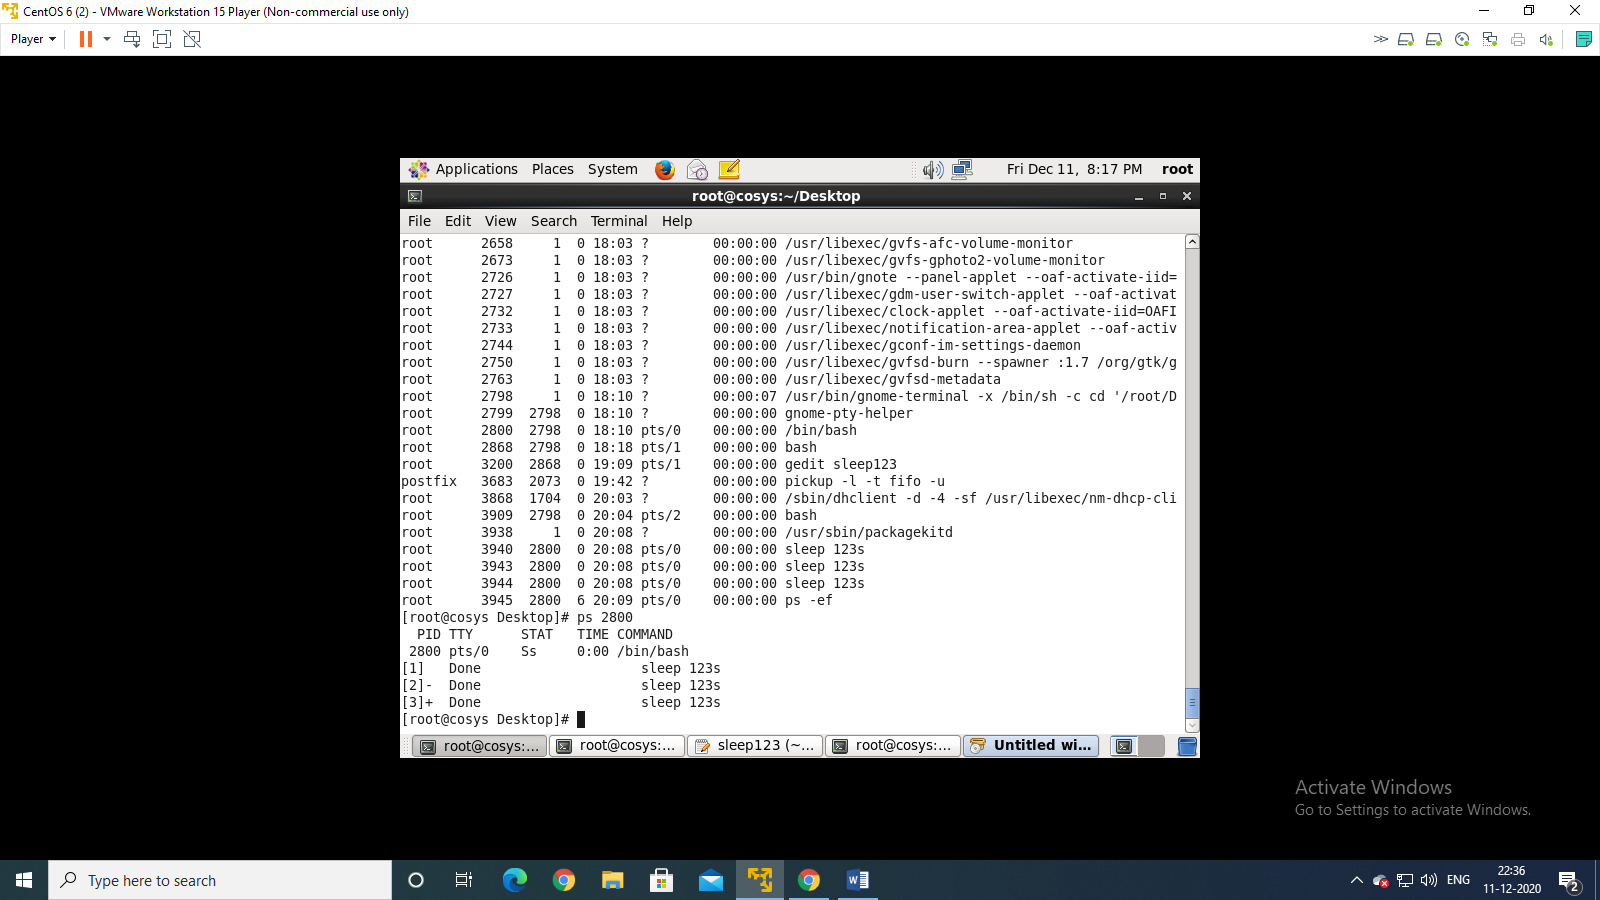 CentOS 6 (2) - VMware Workstation 15 Player (Non-commercial use only)
Player
Applications Places System Fri Dec 11, 8:17 PM root
root@cosys:~/Desktop
File Edit View Search Terminal Help
root      2658     1  0 18:03 ?        00:00:00 /usr/libexec/gvfs-afc-volume-monitor
root      2673     1  0 18:03 ?        00:00:00 /usr/libexec/gvfs-gphoto2-volume-monitor
root      2726     1  0 18:03 ?        00:00:00 /usr/bin/gnote --panel-applet --oaf-activate-iid=
root      2727     1  0 18:03 ?        00:00:00 /usr/libexec/gdm-user-switch-applet --oaf-activat
root      2732     1  0 18:03 ?        00:00:00 /usr/libexec/clock-applet --oaf-activate-iid=OAFI
root      2733     1  0 18:03 ?        00:00:00 /usr/libexec/notification-area-applet --oaf-activ
root      2744     1  0 18:03 ?        00:00:00 /usr/libexec/gconf-im-settings-daemon
root      2750     1  0 18:03 ?        00:00:00 /usr/libexec/gvfsd-burn --spawner :1.7 /org/gtk/g
root      2763     1  0 18:03 ?        00:00:00 /usr/libexec/gvfsd-metadata
root      2798     1  0 18:10 ?        00:00:07 /usr/bin/gnome-terminal -x /bin/sh -c cd '/root/D
root      2799  2798  0 18:10 ?        00:00:00 gnome-pty-helper
root      2800  2798  0 18:10 pts/0    00:00:00 /bin/bash
root      2868  2798  0 18:18 pts/1    00:00:00 bash
root      3200  2868  0 19:09 pts/1    00:00:00 gedit sleep123
postfix   3683  2073  0 19:42 ?        00:00:00 pickup -l -t fifo -u
root      3868  1704  0 20:03 ?        00:00:00 /sbin/dhclient -d -4 -sf /usr/libexec/nm-dhcp-cli
root      3909  2798  0 20:04 pts/2    00:00:00 bash
root      3938     1  0 20:08 ?        00:00:00 /usr/sbin/packagekitd
root      3940  2800  0 20:08 pts/0    00:00:00 sleep 123s
root      3943  2800  0 20:08 pts/0    00:00:00 sleep 123s
root      3944  2800  0 20:08 pts/0    00:00:00 sleep 123s
root      3945  2800  6 20:09 pts/0    00:00:00 ps -ef
[root@cosys Desktop]# ps 2800
  PID TTY      STAT   TIME COMMAND
 2800 pts/0    Ss     0:00 /bin/bash
[1]   Done                    sleep 123s
[2]-  Done                    sleep 123s
[3]+  Done                    sleep 123s
[root@cosys Desktop]#
root@cosys:... root@cosys:... sleep123 (~... root@cosys:... Untitled wi...
Activate Windows
Go to Settings to activate Windows.
Type here to search
ENG
22:36
11-12-2020
2